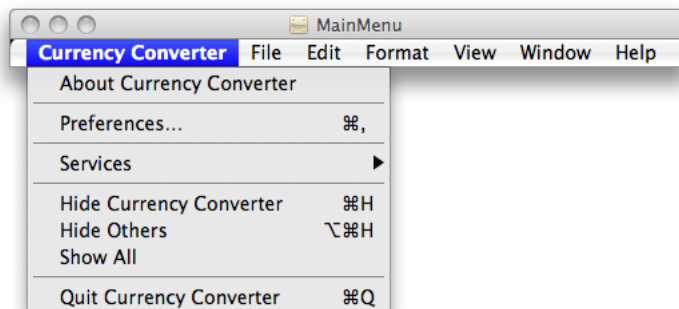 MainMenu
Currency Converter File Edit Format View Window Help
About Currency Converter
Preferences... ⌘,
Services ▶
Hide Currency Converter ⌘H
Hide Others ⌥⌘H
Show All
Quit Currency Converter ⌘Q